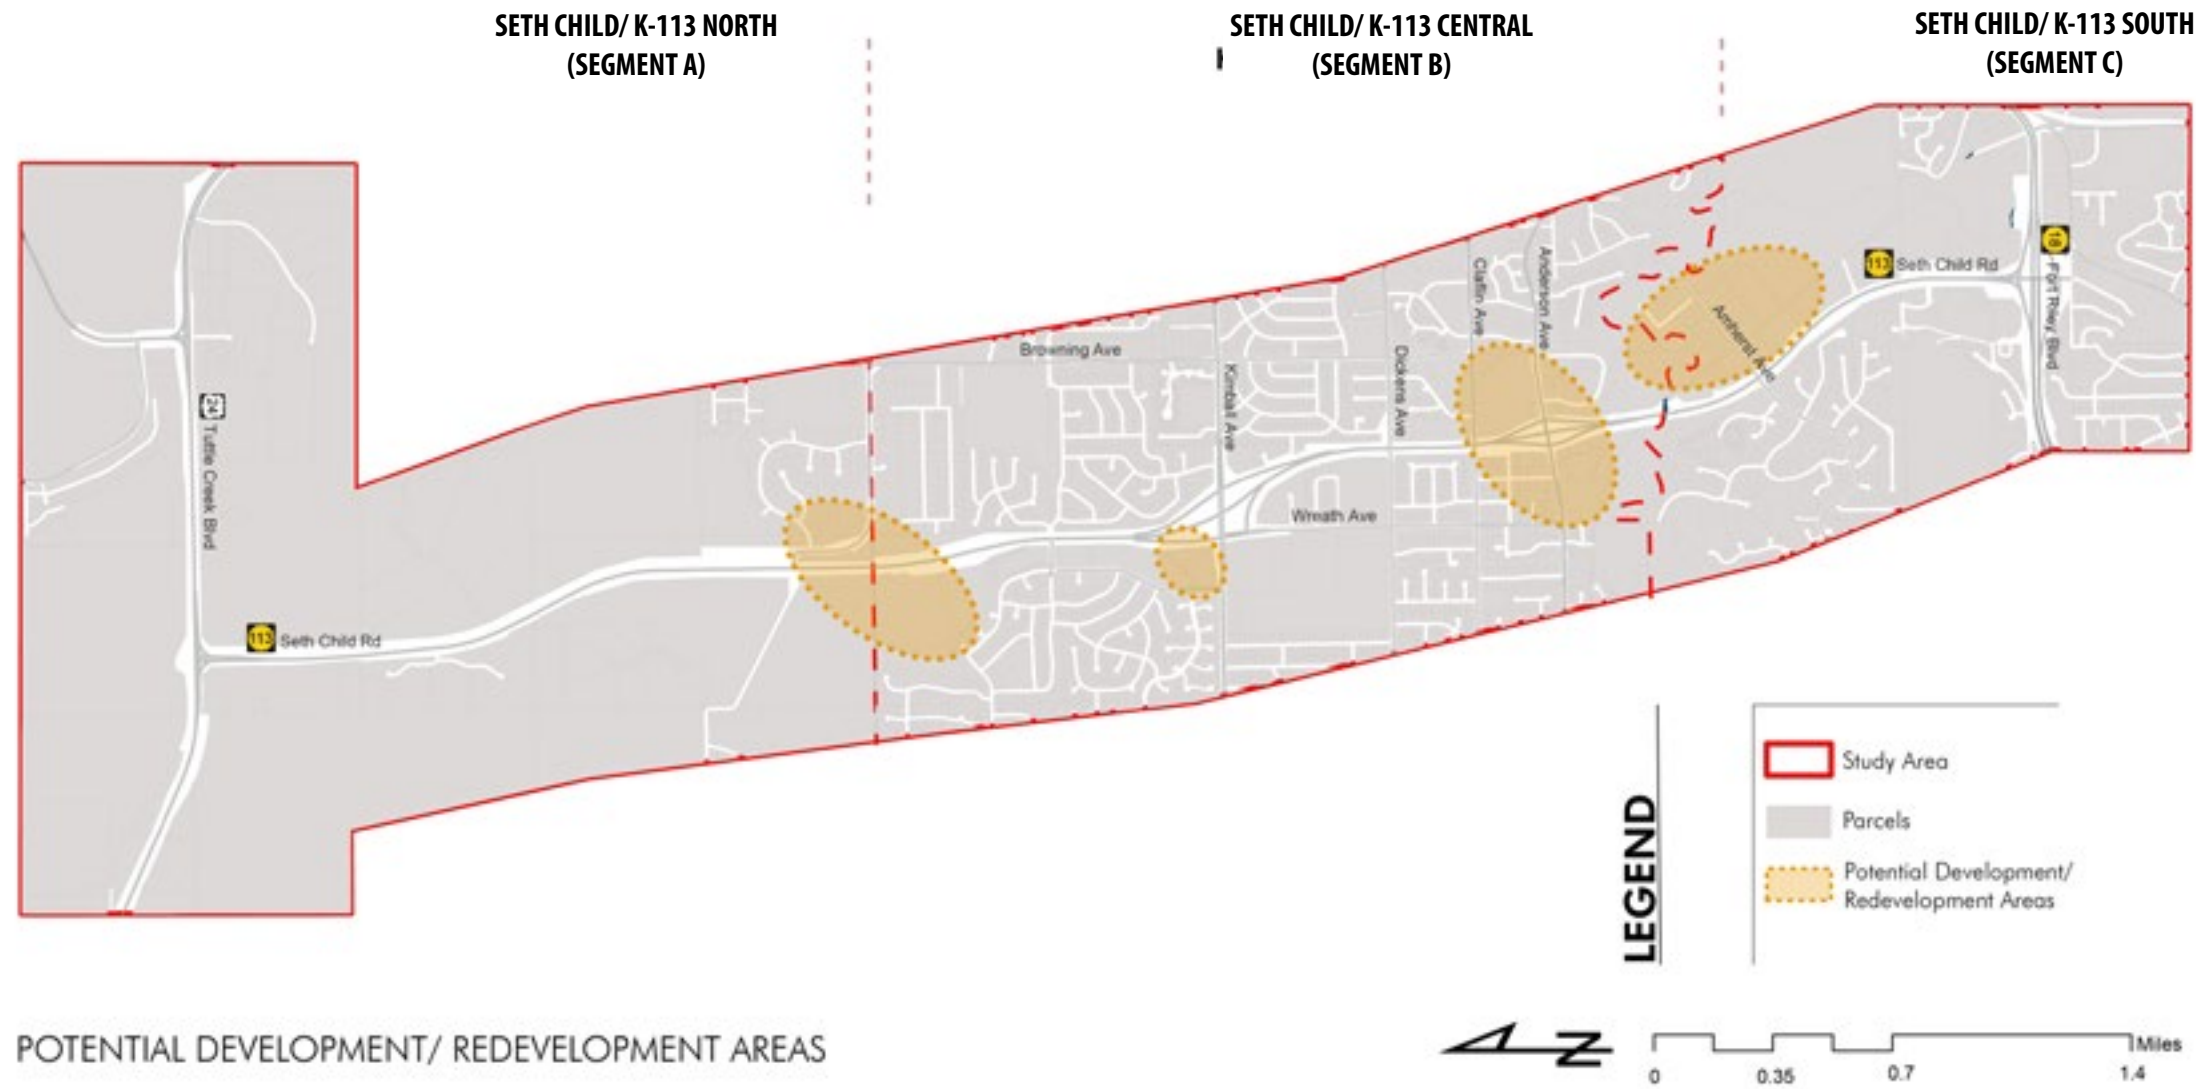 SETH CHILD/ K-113 NORTH
(SEGMENT A)
SETH CHILD/ K-113 CENTRAL
(SEGMENT B)
SETH CHILD/ K-113 SOUTH
(SEGMENT C)
24 Tuttle Creek Blvd
113 Seth Child Rd
Browning Ave
Kimball Ave
Wreath Ave
Dickens Ave
Claflin Ave
Anderson Ave
Amherst Ave
113 Seth Child Rd
18 Fort Riley Blvd
LEGEND
Study Area
Parcels
Potential Development/
Redevelopment Areas
POTENTIAL DEVELOPMENT/ REDEVELOPMENT AREAS
N
Miles
0 0.35 0.7 1.4